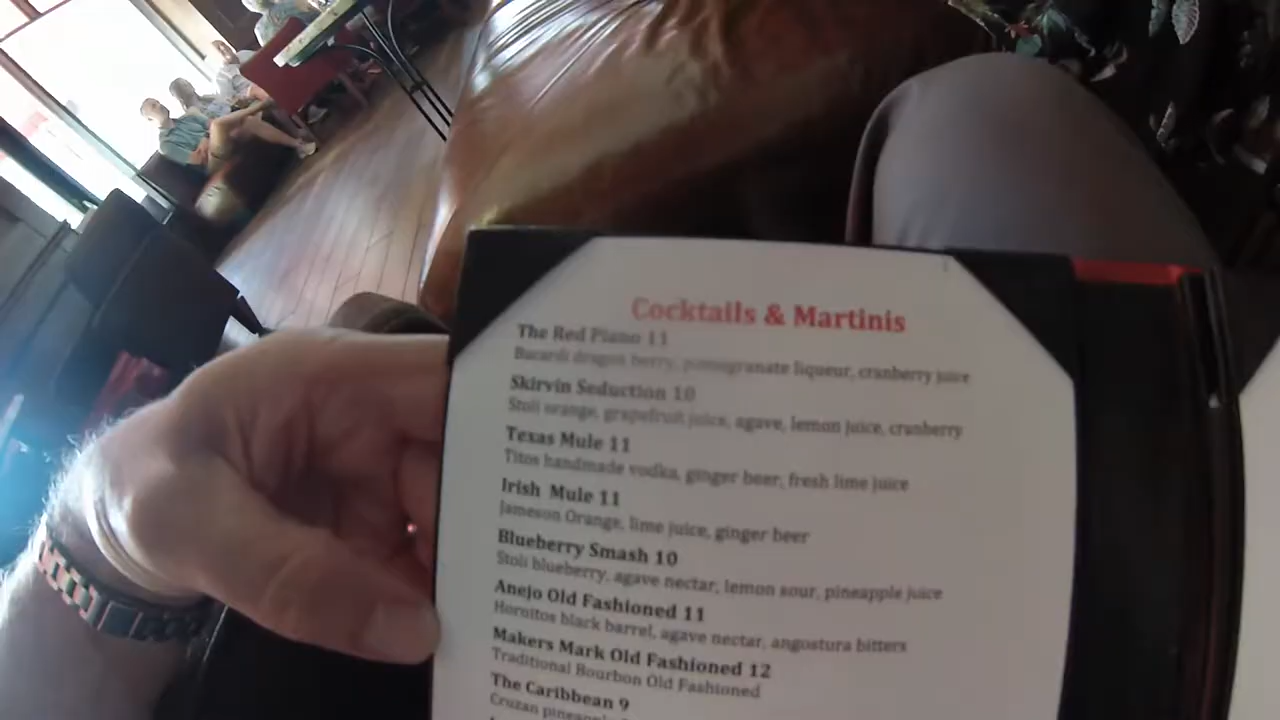 Cocktails & Martinis
The Red Piano 11
Bacardi dragon berry, pomegranate liqueur, cranberry juice
Skirvin Seduction 10
Stoli orange, grapefruit juice, agave, lemon juice, cranberry
Texas Mule 11
Titos handmade vodka, ginger beer, fresh lime juice
Irish Mule 11
Jameson Orange, lime juice, ginger beer
Blueberry Smash 10
Stoli blueberry, agave nectar, lemon sour, pineapple juice
Anejo Old Fashioned 11
Hornitos black barrel, agave nectar, angostura bitters
Makers Mark Old Fashioned 12
Traditional Bourbon Old Fashioned
The Caribbean 9
Cruzan